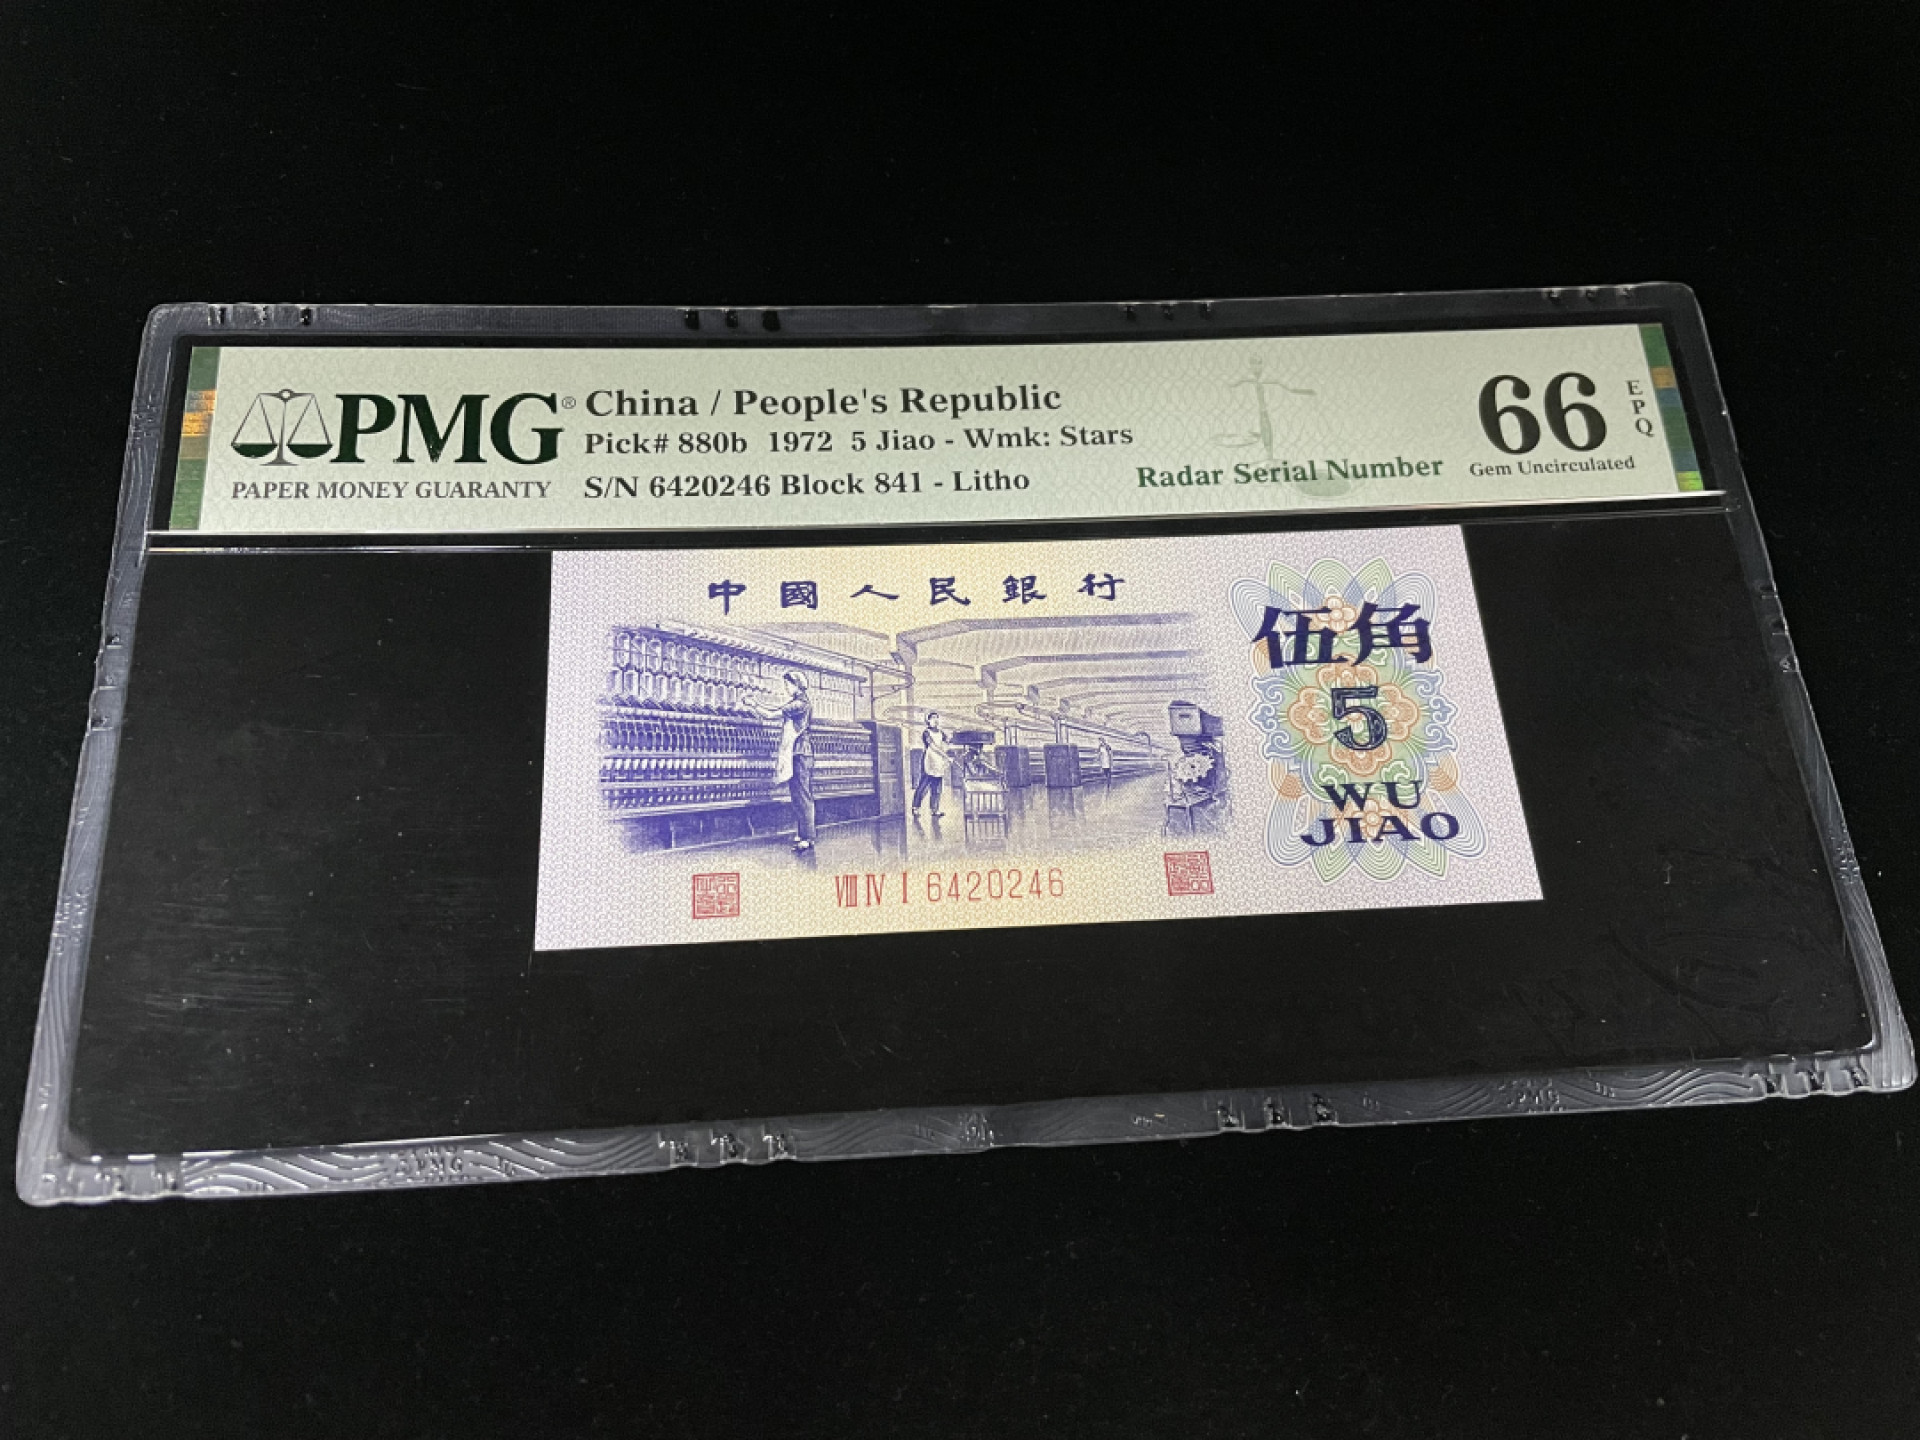 PMG®
PAPER MONEY GUARANTY
China / People's Republic
Pick# 880b 1972 5 Jiao - Wmk: Stars
S/N 6420246 Block 841 - Litho
Radar Serial Number
66
EPQ
Gem Uncirculated
中國人民銀行
伍角
5
WU
JIAO
VIII IV I 6420246
PMG
PMG